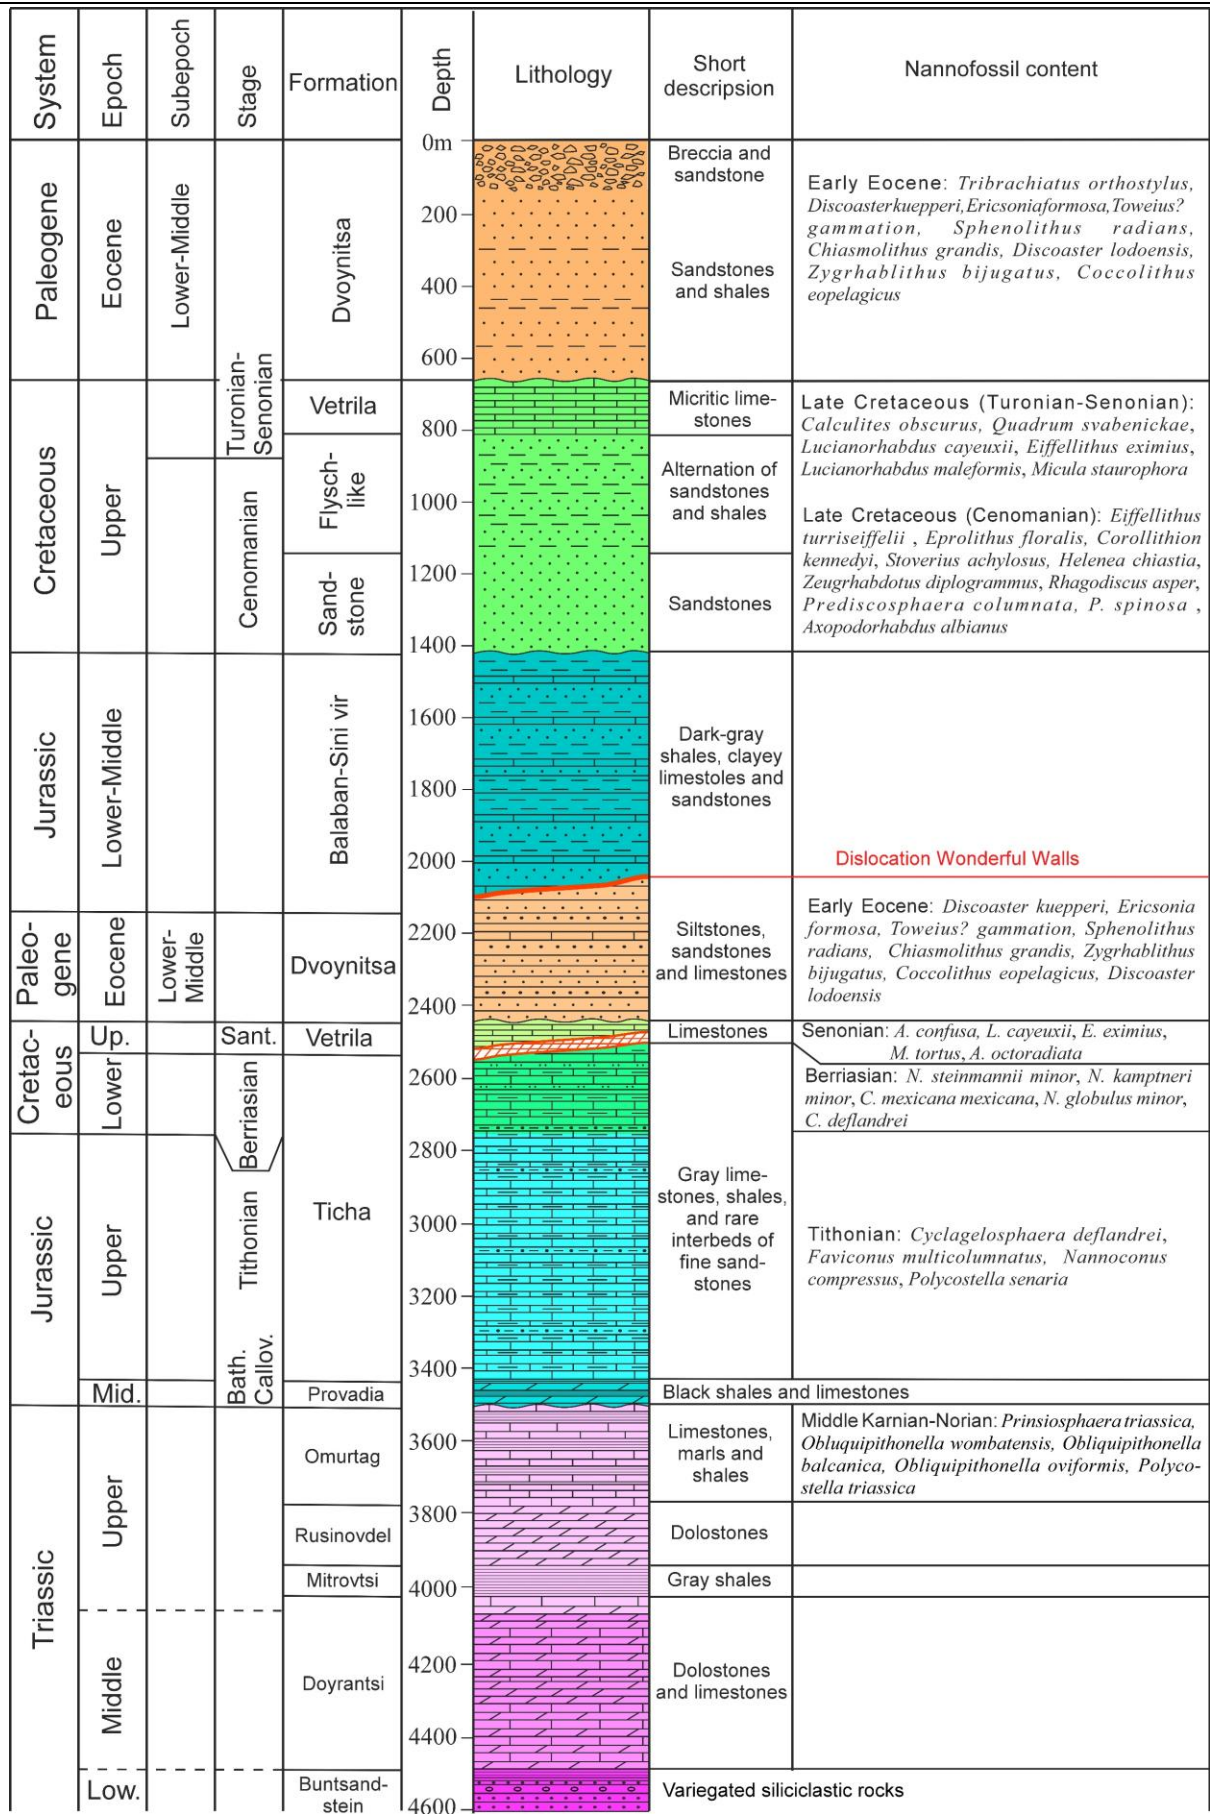 System
Epoch
Subepoch
Stage
Formation
Depth
Lithology
Short
descripsion
Nannofossil content
Paleogene
Eocene
Lower-Middle
Dvoynitsa
0m
200
400
600
Breccia and
sandstone
Sandstones
and shales
Early Eocene: Tribrachiatus orthostylus,
Discoasterkuepperi,Ericsoniaformosa,Toweius?
gammation, Sphenolithus radians,
Chiasmolithus grandis, Discoaster lodoensis,
Zygrhablithus bijugatus, Coccolithus
eopelagicus
Cretaceous
Upper
Turonian-
Senonian
Cenomanian
Vetrila
Flysch-
like
Sand-
stone
800
1000
1200
1400
Micritic lime-
stones
Alternation of
sandstones
and shales
Sandstones
Late Cretaceous (Turonian-Senonian):
Calculites obscurus, Quadrum svabenickae,
Lucianorhabdus cayeuxii, Eiffellithus eximius,
Lucianorhabdus maleformis, Micula staurophora
Late Cretaceous (Cenomanian): Eiffellithus
turriseiffelii , Eprolithus floralis, Corollithion
kennedyi, Stoverius achylosus, Helenea chiastia,
Zeugrhabdotus diplogrammus, Rhagodiscus asper,
Prediscosphaera columnata, P. spinosa ,
Axopodorhabdus albianus
Jurassic
Lower-Middle
Balaban-Sini vir
1600
1800
2000
Dark-gray
shales, clayey
limestoles and
sandstones
Dislocation Wonderful Walls
Paleo-
gene
Eocene
Lower-
Middle
Dvoynitsa
2200
2400
Siltstones,
sandstones
and limestones
Early Eocene: Discoaster kuepperi, Ericsonia
formosa, Toweius? gammation, Sphenolithus
radians, Chiasmolithus grandis, Zygrhablithus
bijugatus, Coccolithus eopelagicus, Discoaster
lodoensis
Cretac-
eous
Up.
Sant.
Vetrila
Limestones
Senonian: A. confusa, L. cayeuxii, E. eximius,
M. tortus, A. octoradiata
Lower
Berriasian
2600
Berriasian: N. steinmannii minor, N. kamptneri
minor, C. mexicana mexicana, N. globulus minor,
C. deflandrei
Jurassic
Upper
Tithonian
Ticha
2800
3000
3200
3400
Gray lime-
stones, shales,
and rare
interbeds of
fine sand-
stones
Tithonian: Cyclagelosphaera deflandrei,
Faviconus multicolumnatus, Nannoconus
compressus, Polycostella senaria
Mid.
Bath.
Callov.
Provadia
Black shales and limestones
Triassic
Upper
Omurtag
3600
Limestones,
marls and
shales
Middle Karnian-Norian: Prinsiosphaera triassica,
Obluquipithonella wombatensis, Obliquipithonella
balcanica, Obliquipithonella oviformis, Polyco-
stella triassica
Rusinovdel
3800
Dolostones
Mitrovtsi
4000
Gray shales
Middle
Doyrantsi
4200
4400
Dolostones
and limestones
Low.
Buntsand-
stein
4600
Variegated siliciclastic rocks